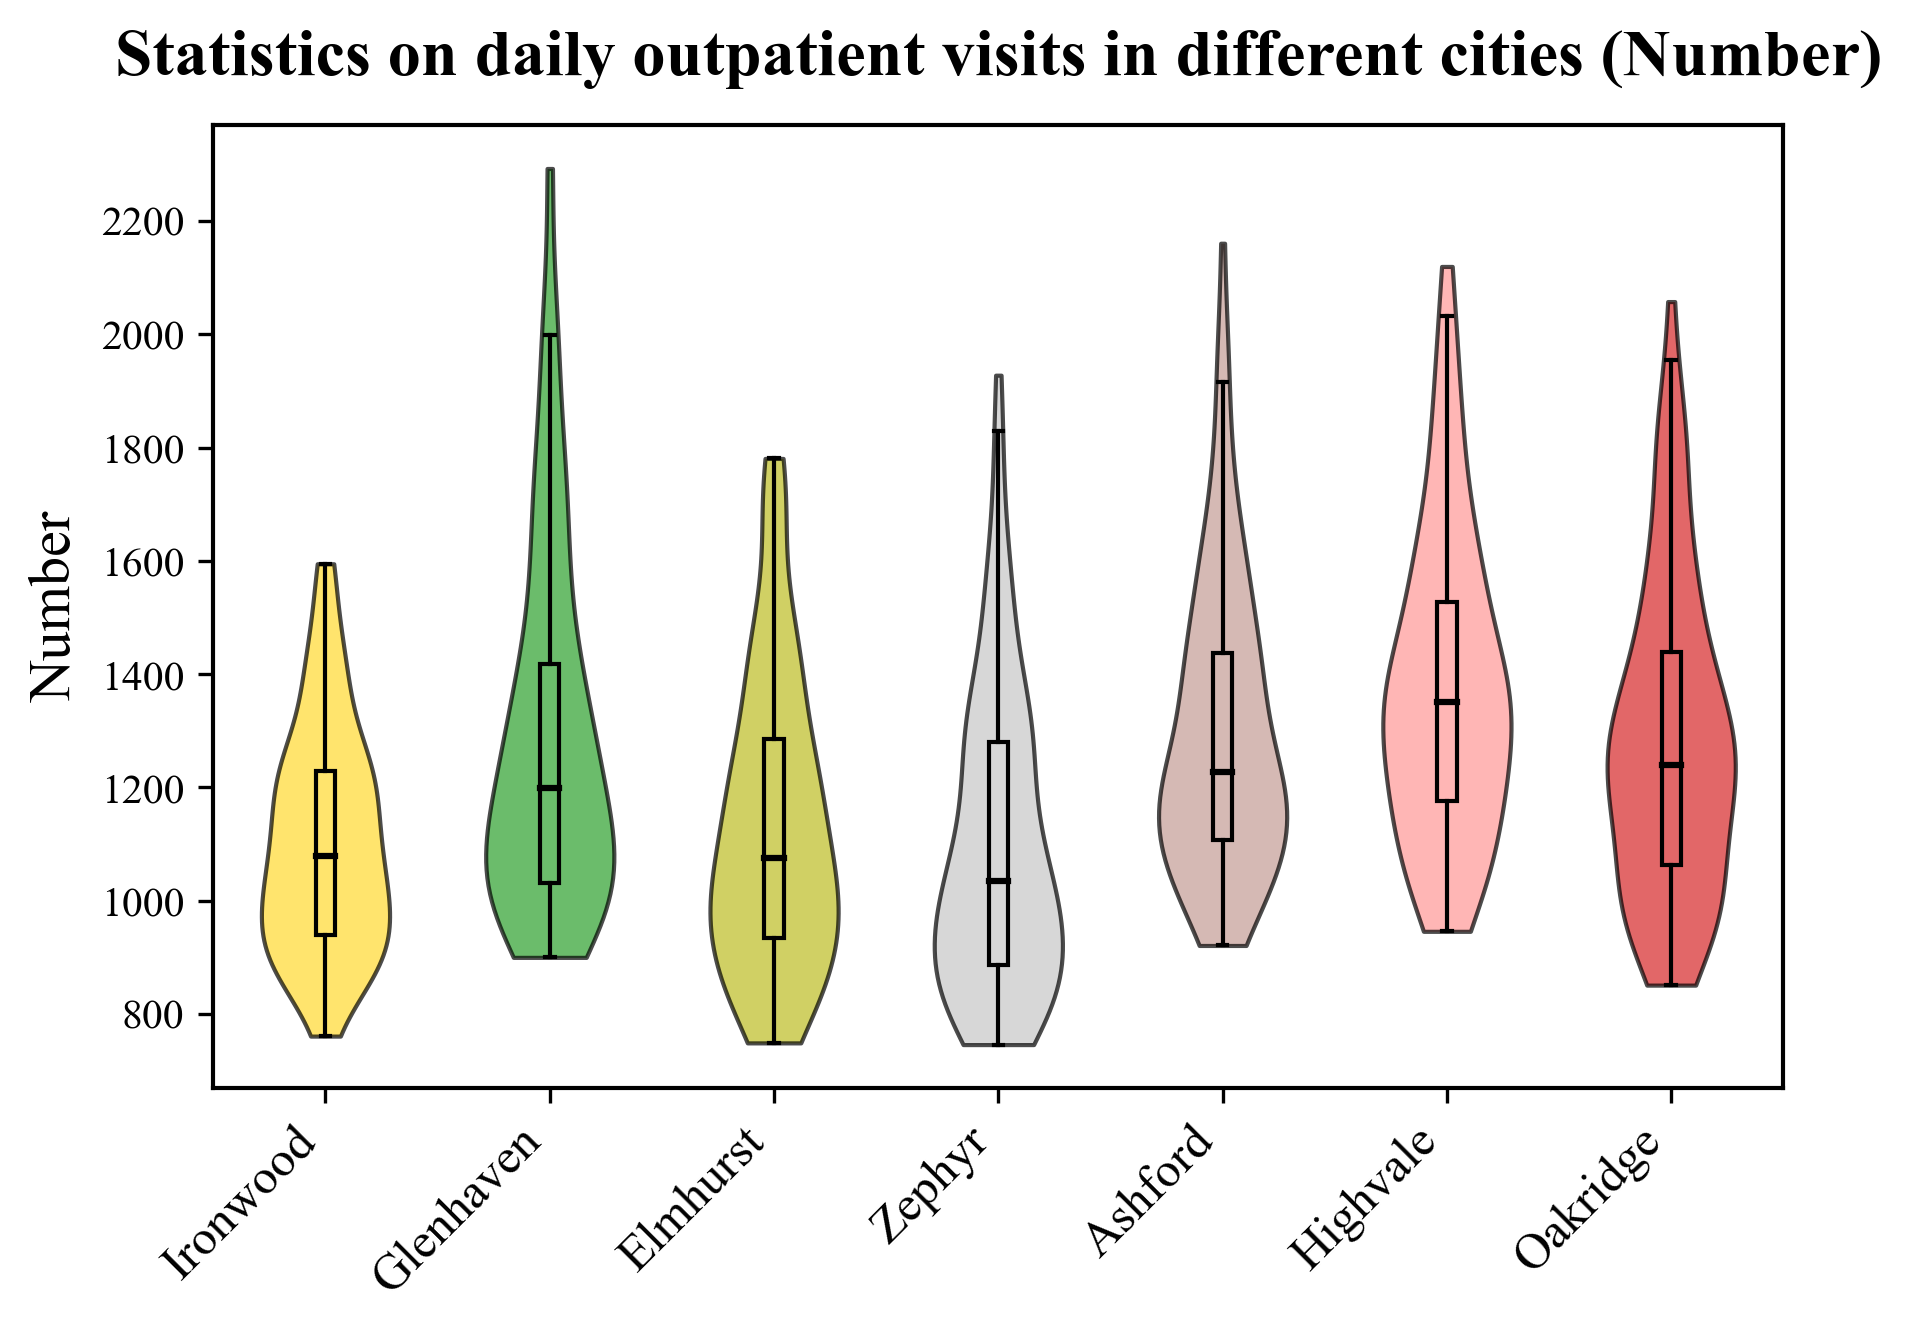 Statistics on daily outpatient visits in different cities (Number)
Number
2200
2000
1800
1600
1400
1200
1000
800
Ironwood
Glenhaven
Elmhurst
Zephyr
Ashford
Highvale
Oakridge